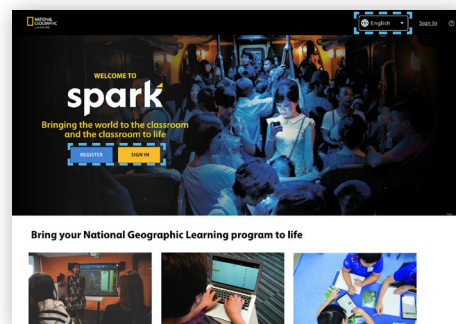 NATIONAL
GEOGRAPHIC
LEARNING
English
Sign In
WELCOME TO
spark
Bringing the world to the classroom
and the classroom to life
REGISTER
SIGN IN
Bring your National Geographic Learning program to life